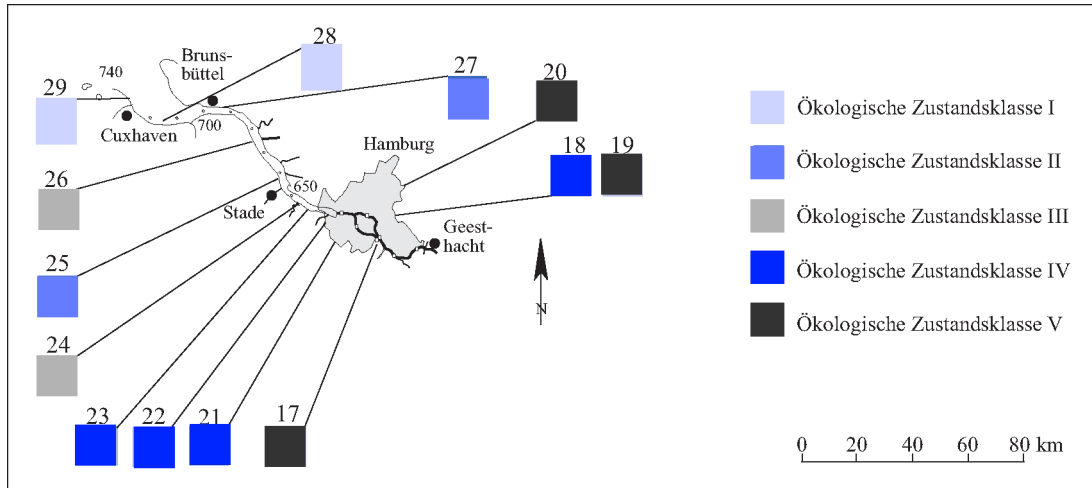 28
Bruns-
büttel
740
29
27
20
700
Cuxhaven
Hamburg
18
19
26
650
Stade
Geest-
hacht
25
N
24
23
22
21
17
Ökologische Zustandsklasse I
Ökologische Zustandsklasse II
Ökologische Zustandsklasse III
Ökologische Zustandsklasse IV
Ökologische Zustandsklasse V
0 20 40 60 80 km